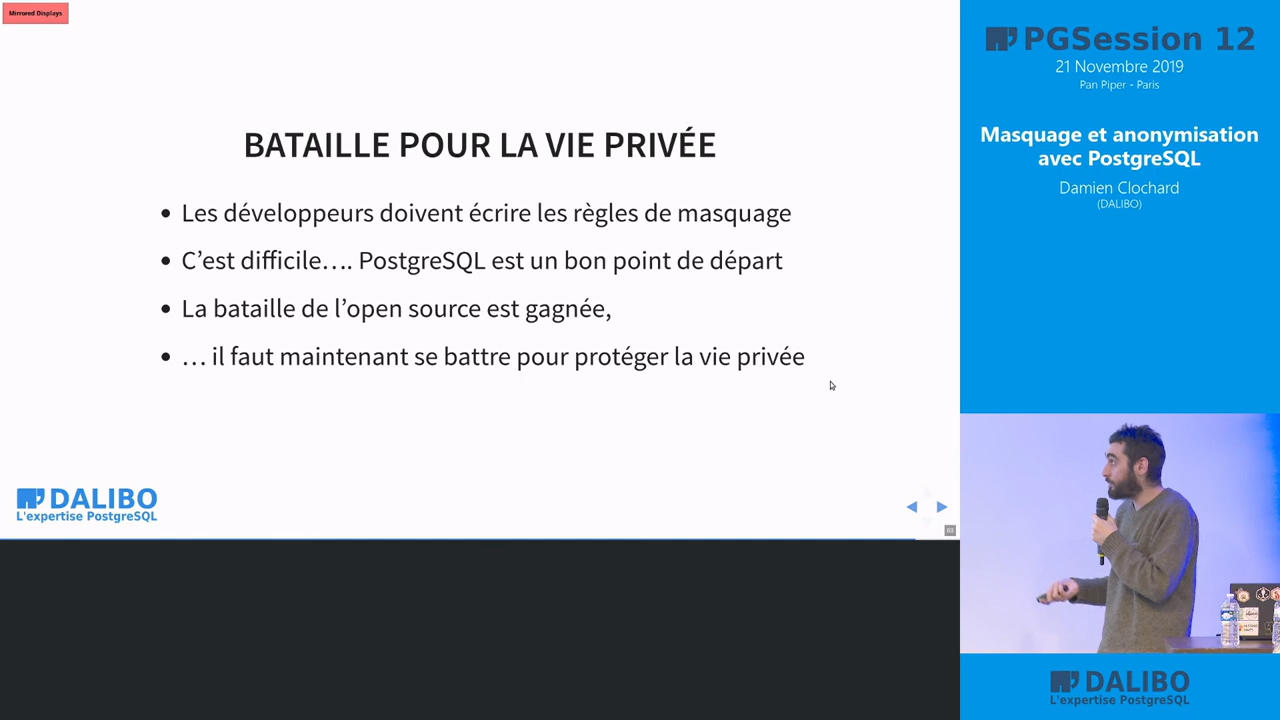 Mirrored Displays
BATAILLE POUR LA VIE PRIVÉE
• Les développeurs doivent écrire les règles de masquage
• C’est difficile…. PostgreSQL est un bon point de départ
• La bataille de l’open source est gagnée,
• … il faut maintenant se battre pour protéger la vie privée
DALIBO
L'expertise PostgreSQL
PGSession 12
21 Novembre 2019
Pan Piper - Paris
Masquage et anonymisation
avec PostgreSQL
Damien Clochard
(DALIBO)
DALIBO
L'expertise PostgreSQL